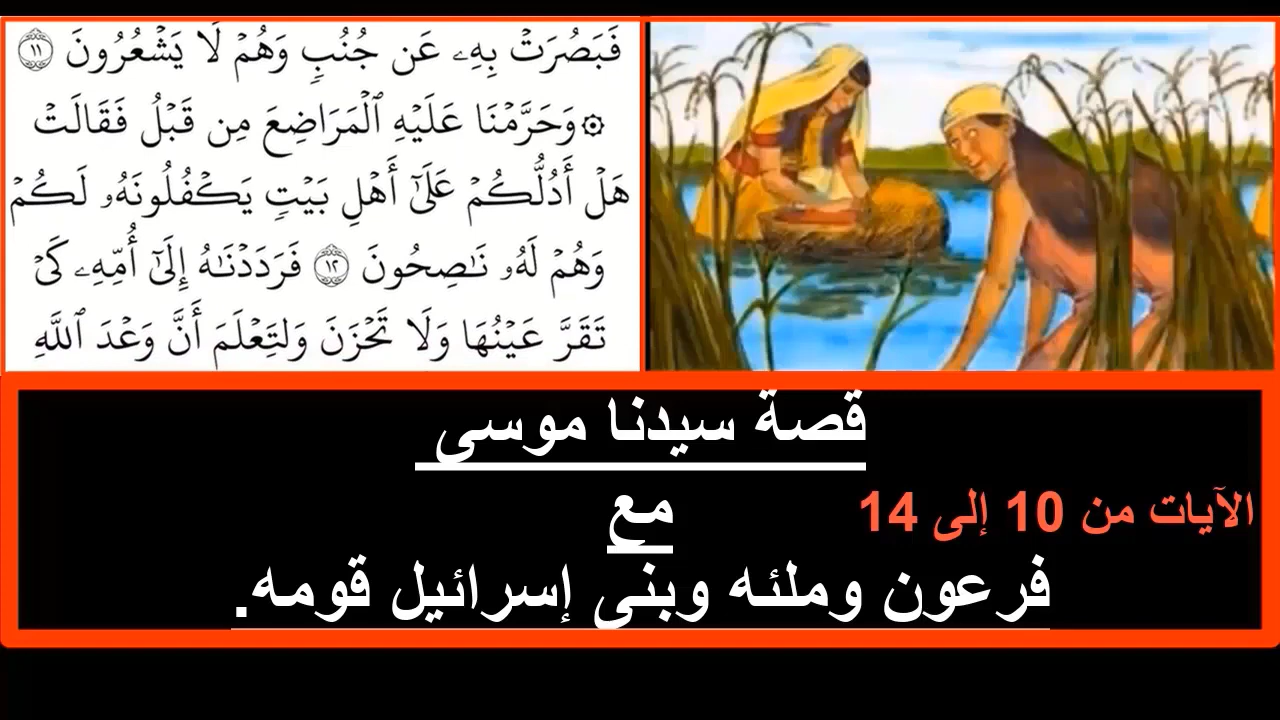 فَبَصُرَتْ بِهِۦ عَن جُنُبٍ وَهُمْ لَا يَشْعُرُونَ ١١
۞ وَحَرَّمْنَا عَلَيْهِ ٱلْمَرَاضِعَ مِن قَبْلُ فَقَالَتْ
هَلْ أَدُلُّكُمْ عَلَىٰٓ أَهْلِ بَيْتٍ يَكْفُلُونَهُۥ لَكُمْ
وَهُمْ لَهُۥ نَـٰصِحُونَ ١٢ فَرَدَدْنَـٰهُ إِلَىٰٓ أُمِّهِۦ كَىْ
تَقَرَّ عَيْنُهَا وَلَا تَحْزَنَ وَلِتَعْلَمَ أَنَّ وَعْدَ ٱللَّهِ
قصة سيدنا موسى
مع
الآيات من 10 إلى 14
فرعون وملئه وبنى إسرائيل قومه.